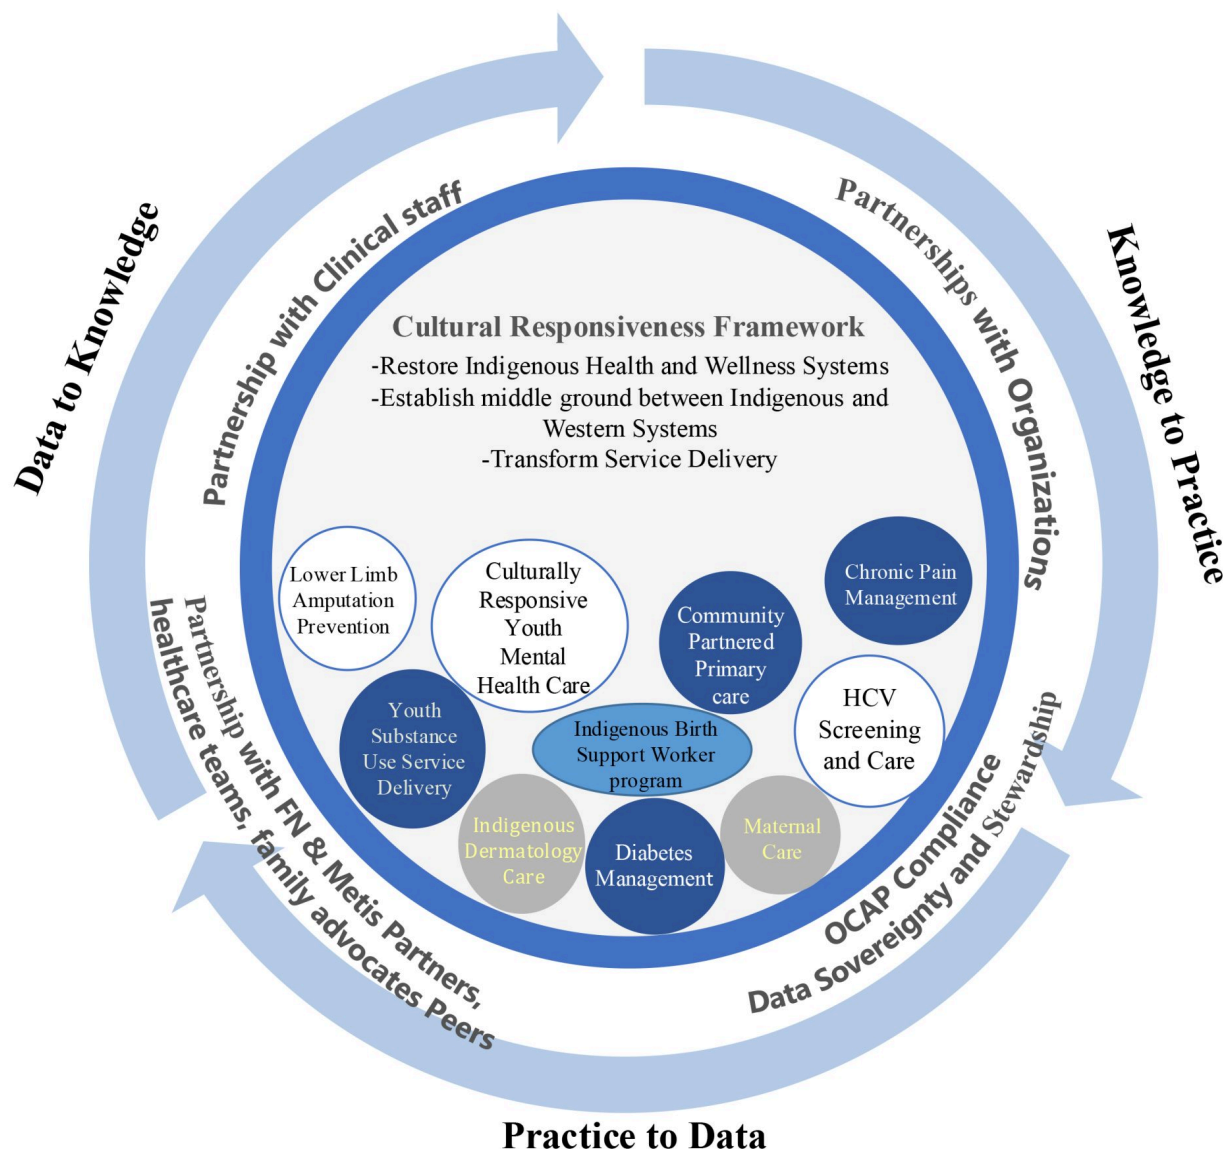 Data to Knowledge
Knowledge to Practice
Practice to Data
Partnership with Clinical staff
Partnerships with Organizations
OCAP Compliance
Data Sovereignty and Stewardship
Partnership with FN & Metis Partners,
healthcare teams, family advocates Peers
Cultural Responsiveness Framework
-Restore Indigenous Health and Wellness Systems
-Establish middle ground between Indigenous and
Western Systems
-Transform Service Delivery
Lower Limb
Amputation
Prevention
Culturally
Responsive
Youth
Mental
Health Care
Community
Partnered
Primary
care
Chronic Pain
Management
Youth
Substance
Use Service
Delivery
Indigenous Birth
Support Worker
program
HCV
Screening
and Care
Indigenous
Dermatology
Care
Diabetes
Management
Maternal
Care